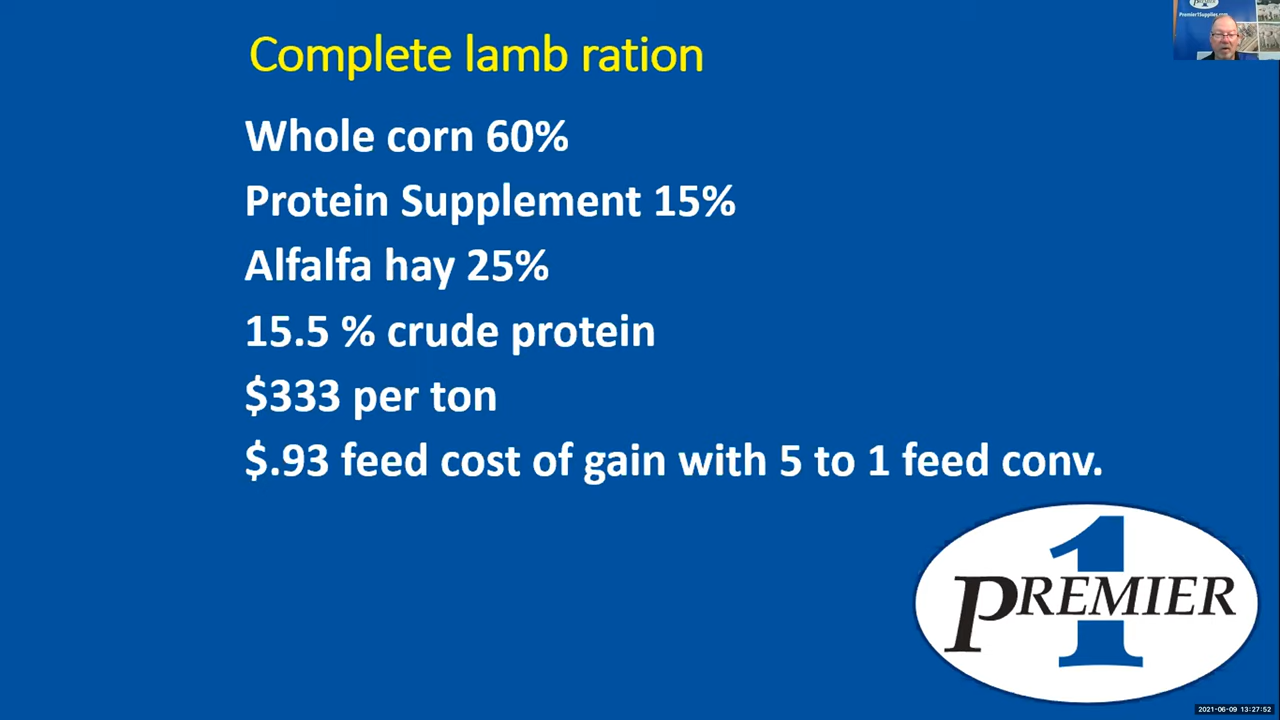 Complete lamb ration
Whole corn 60%
Protein Supplement 15%
Alfalfa hay 25%
15.5 % crude protein
$333 per ton
$.93 feed cost of gain with 5 to 1 feed conv.
PREMIER
1
Premier1Supplies.com
2021-06-09 13:27:52